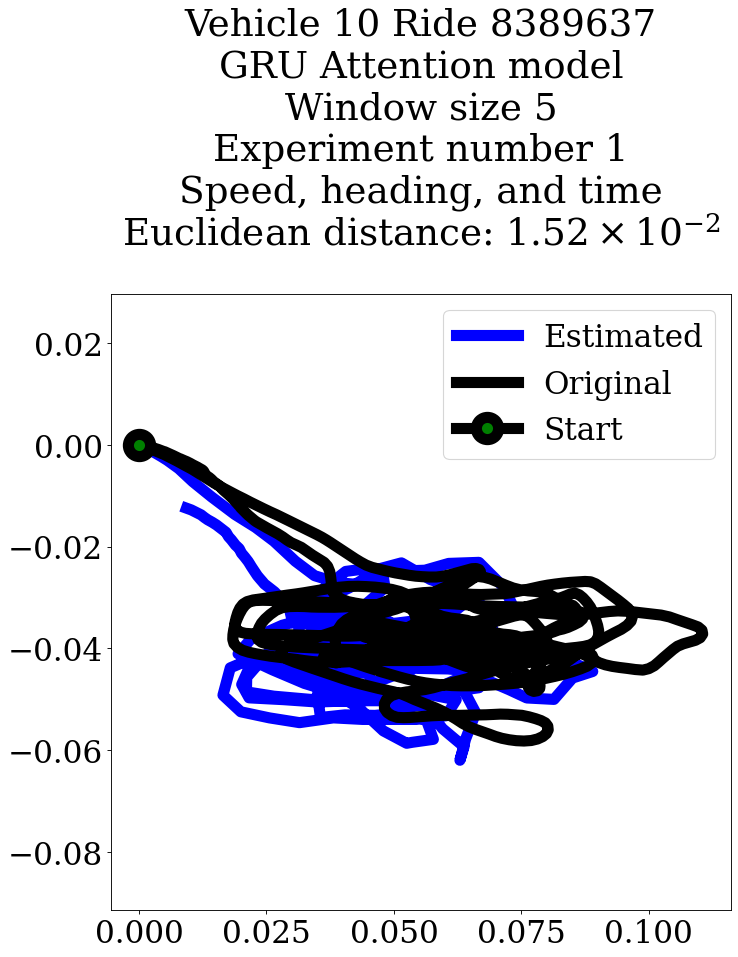 Vehicle 10 Ride 8389637
GRU Attention model
Window size 5
Experiment number 1
Speed, heading, and time
Euclidean distance: 1.52 × 10⁻²
Estimated
Original
Start
0.02
0.00
−0.02
−0.04
−0.06
−0.08
0.000 0.025 0.050 0.075 0.100